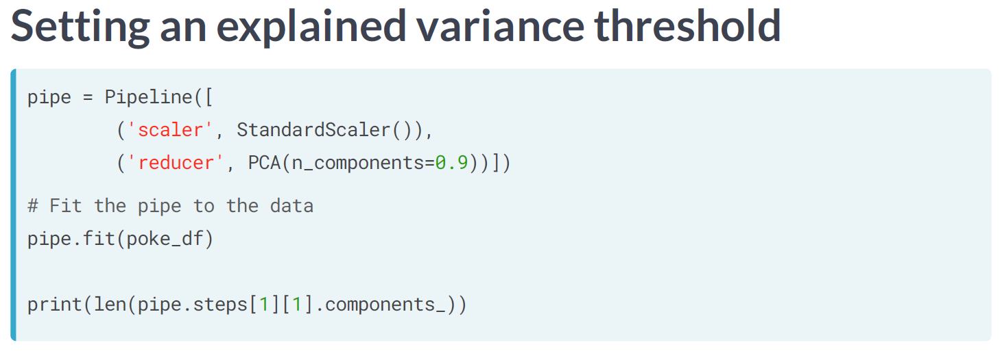 Setting an explained variance threshold
pipe = Pipeline([
        ('scaler', StandardScaler()),
        ('reducer', PCA(n_components=0.9))])
# Fit the pipe to the data
pipe.fit(poke_df)
print(len(pipe.steps[1][1].components_))